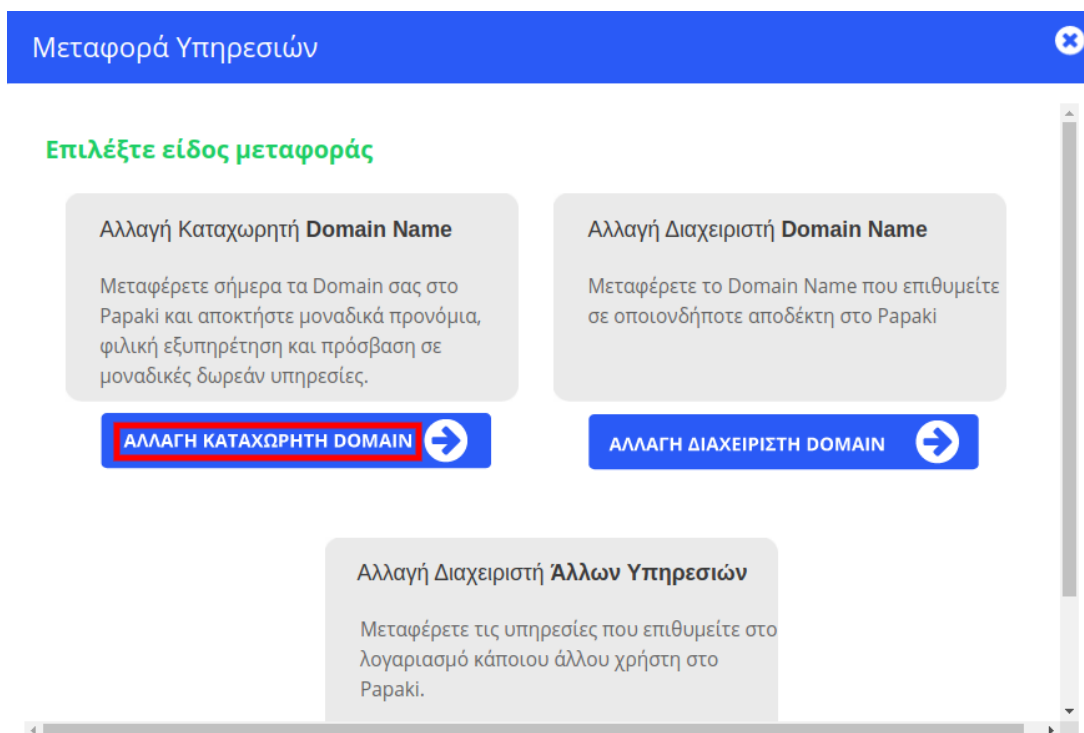 Μεταφορά Υπηρεσιών
Επιλέξτε είδος μεταφοράς
Αλλαγή Καταχωρητή Domain Name
Μεταφέρετε σήμερα τα Domain σας στο
Papaki και αποκτήστε μοναδικά προνόμια,
φιλική εξυπηρέτηση και πρόσβαση σε
μοναδικές δωρεάν υπηρεσίες.
ΑΛΛΑΓΗ ΚΑΤΑΧΩΡΗΤΗ DOMAIN
Αλλαγή Διαχειριστή Domain Name
Μεταφέρετε το Domain Name που επιθυμείτε
σε οποιονδήποτε αποδέκτη στο Papaki
ΑΛΛΑΓΗ ΔΙΑΧΕΙΡΙΣΤΗ DOMAIN
Αλλαγή Διαχειριστή Άλλων Υπηρεσιών
Μεταφέρετε τις υπηρεσίες που επιθυμείτε στο
λογαριασμό κάποιου άλλου χρήστη στο
Papaki.